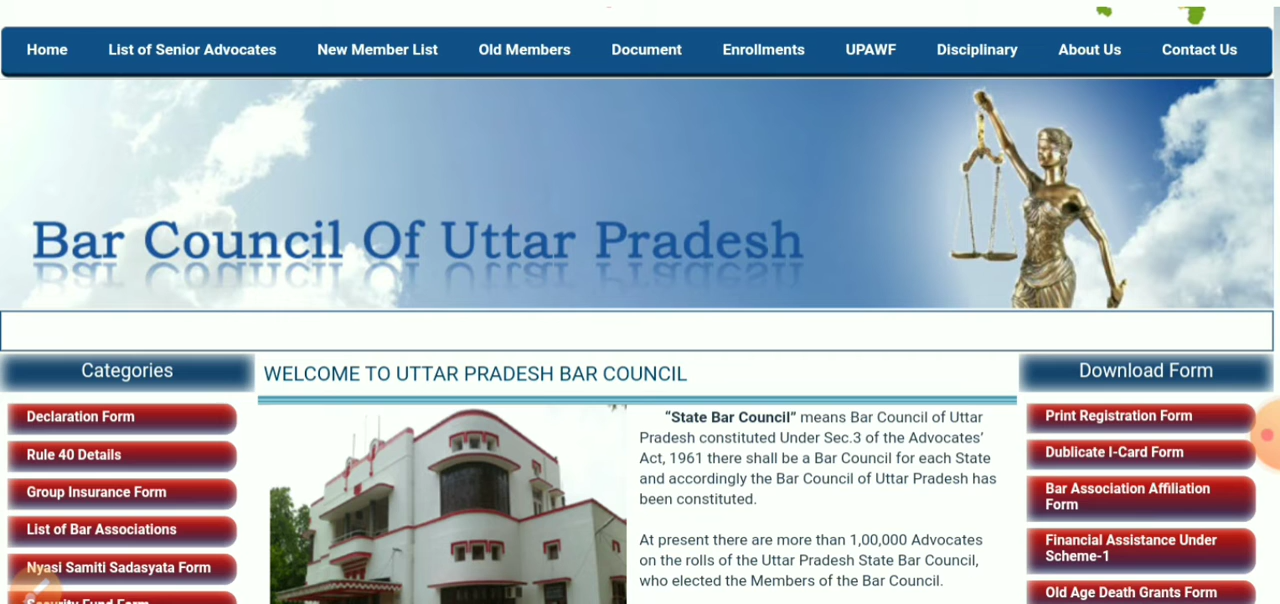 Home List of Senior Advocates New Member List Old Members Document Enrollments UPAWF Disciplinary About Us Contact Us
Bar Council Of Uttar Pradesh
Categories
Declaration Form
Rule 40 Details
Group Insurance Form
List of Bar Associations
Nyasi Samiti Sadasyata Form
Security Fund Form
WELCOME TO UTTAR PRADESH BAR COUNCIL
“State Bar Council” means Bar Council of Uttar
Pradesh constituted Under Sec.3 of the Advocates’
Act, 1961 there shall be a Bar Council for each State
and accordingly the Bar Council of Uttar Pradesh has
been constituted.
At present there are more than 1,00,000 Advocates
on the rolls of the Uttar Pradesh State Bar Council,
who elected the Members of the Bar Council.
Download Form
Print Registration Form
Dublicate I-Card Form
Bar Association Affiliation
Form
Financial Assistance Under
Scheme-1
Old Age Death Grants Form